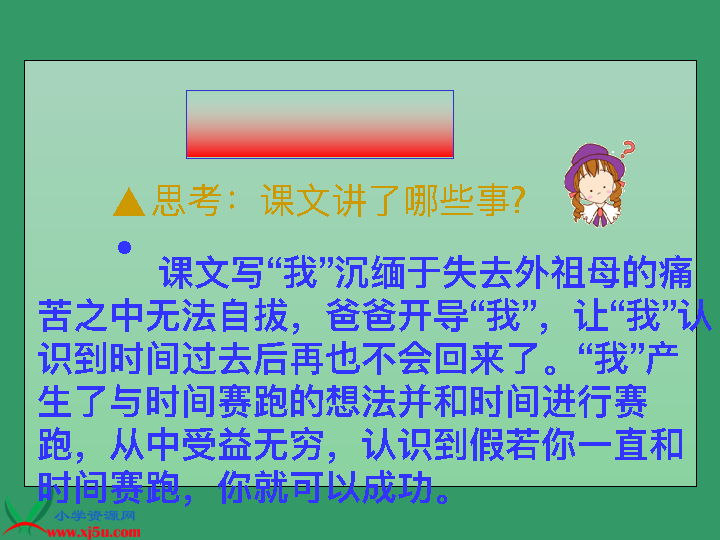 ▲思考：课文讲了哪些事?
● 课文写“我”沉缅于失去外祖母的痛
苦之中无法自拔，爸爸开导“我”，让“我”认
识到时间过去后再也不会回来了。“我”产
生了与时间赛跑的想法并和时间进行赛
跑，从中受益无穷，认识到假若你一直和
时间赛跑，你就可以成功。
小学资源网
www.xj5u.com